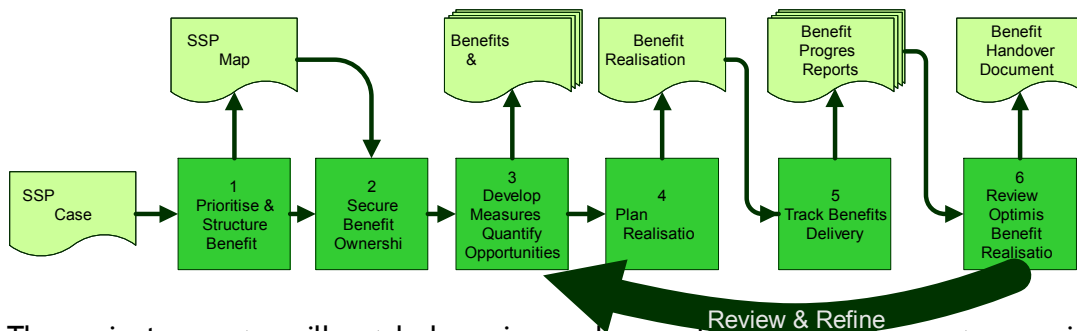 SSP
Map
Benefits
&
Benefit
Realisation
Benefit
Progres
Reports
Benefit
Handover
Document
SSP
Case
1
Prioritise &
Structure
Benefit
2
Secure
Benefit
Ownershi
3
Develop
Measures
Quantify
Opportunities
4
Plan
Realisatio
5
Track Benefits
Delivery
6
Review
Optimis
Benefit
Realisatio
Review & Refine